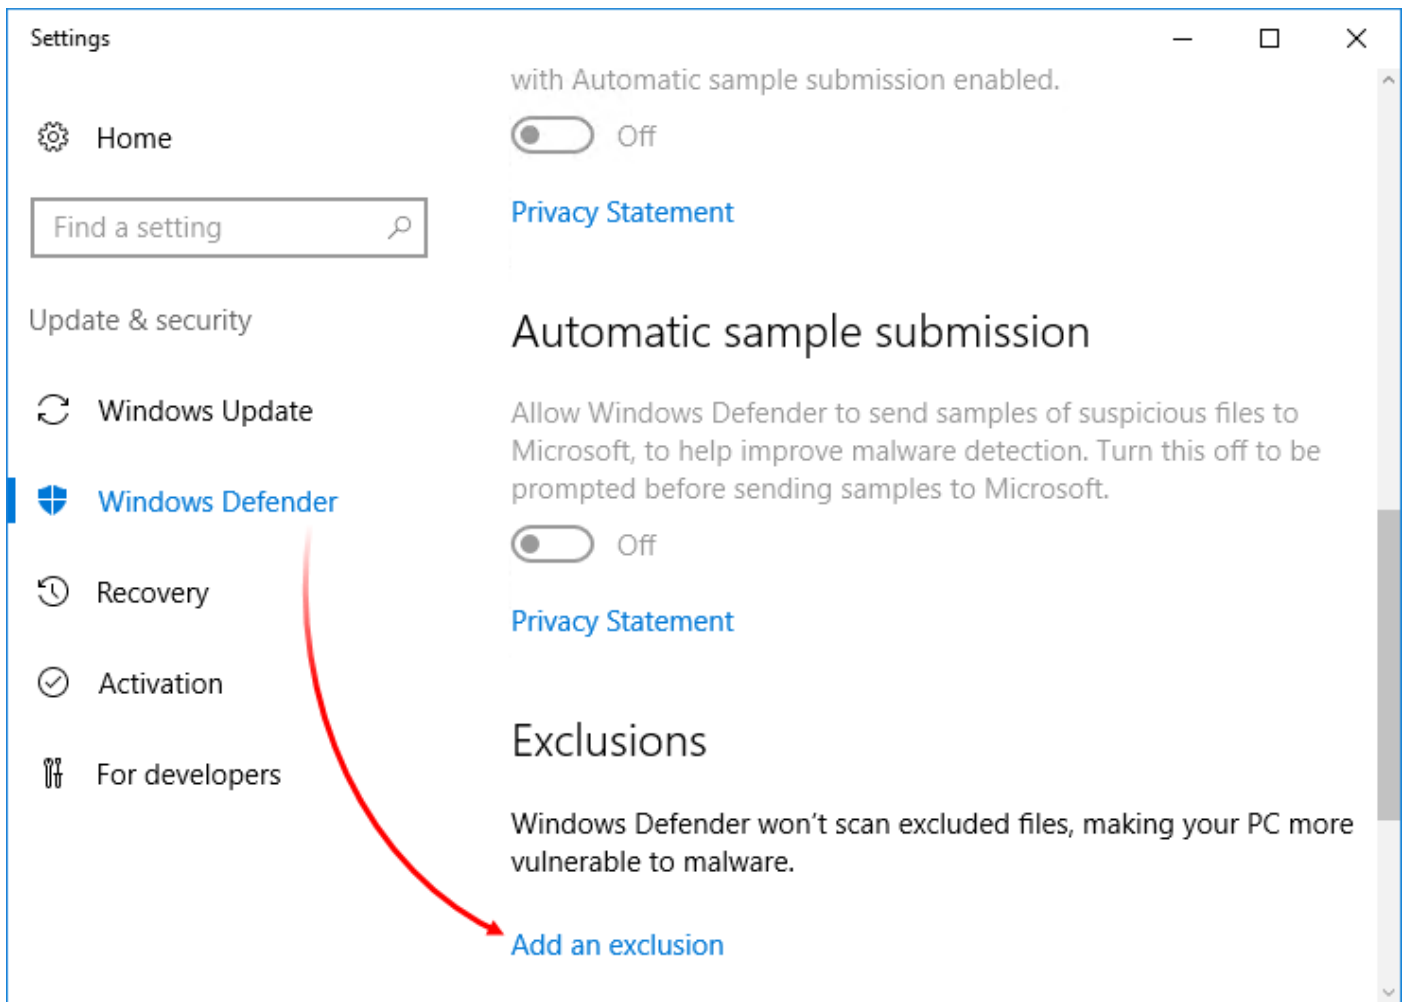 Settings
Home
Find a setting
Update & security
Windows Update
Windows Defender
Recovery
Activation
For developers
with Automatic sample submission enabled.
Off
Privacy Statement
Automatic sample submission
Allow Windows Defender to send samples of suspicious files to
Microsoft, to help improve malware detection. Turn this off to be
prompted before sending samples to Microsoft.
Off
Privacy Statement
Exclusions
Windows Defender won't scan excluded files, making your PC more
vulnerable to malware.
Add an exclusion